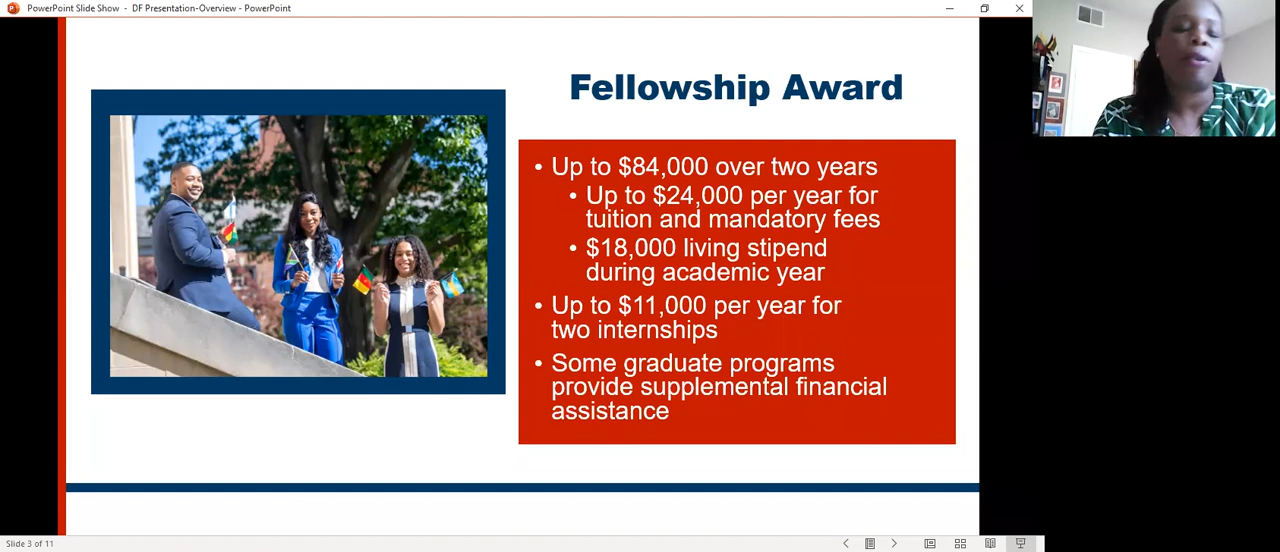 PowerPoint Slide Show - DF Presentation-Overview - PowerPoint
Fellowship Award
• Up to $84,000 over two years
• Up to $24,000 per year for
tuition and mandatory fees
• $18,000 living stipend
during academic year
• Up to $11,000 per year for
two internships
• Some graduate programs
provide supplemental financial
assistance
Slide 3 of 11